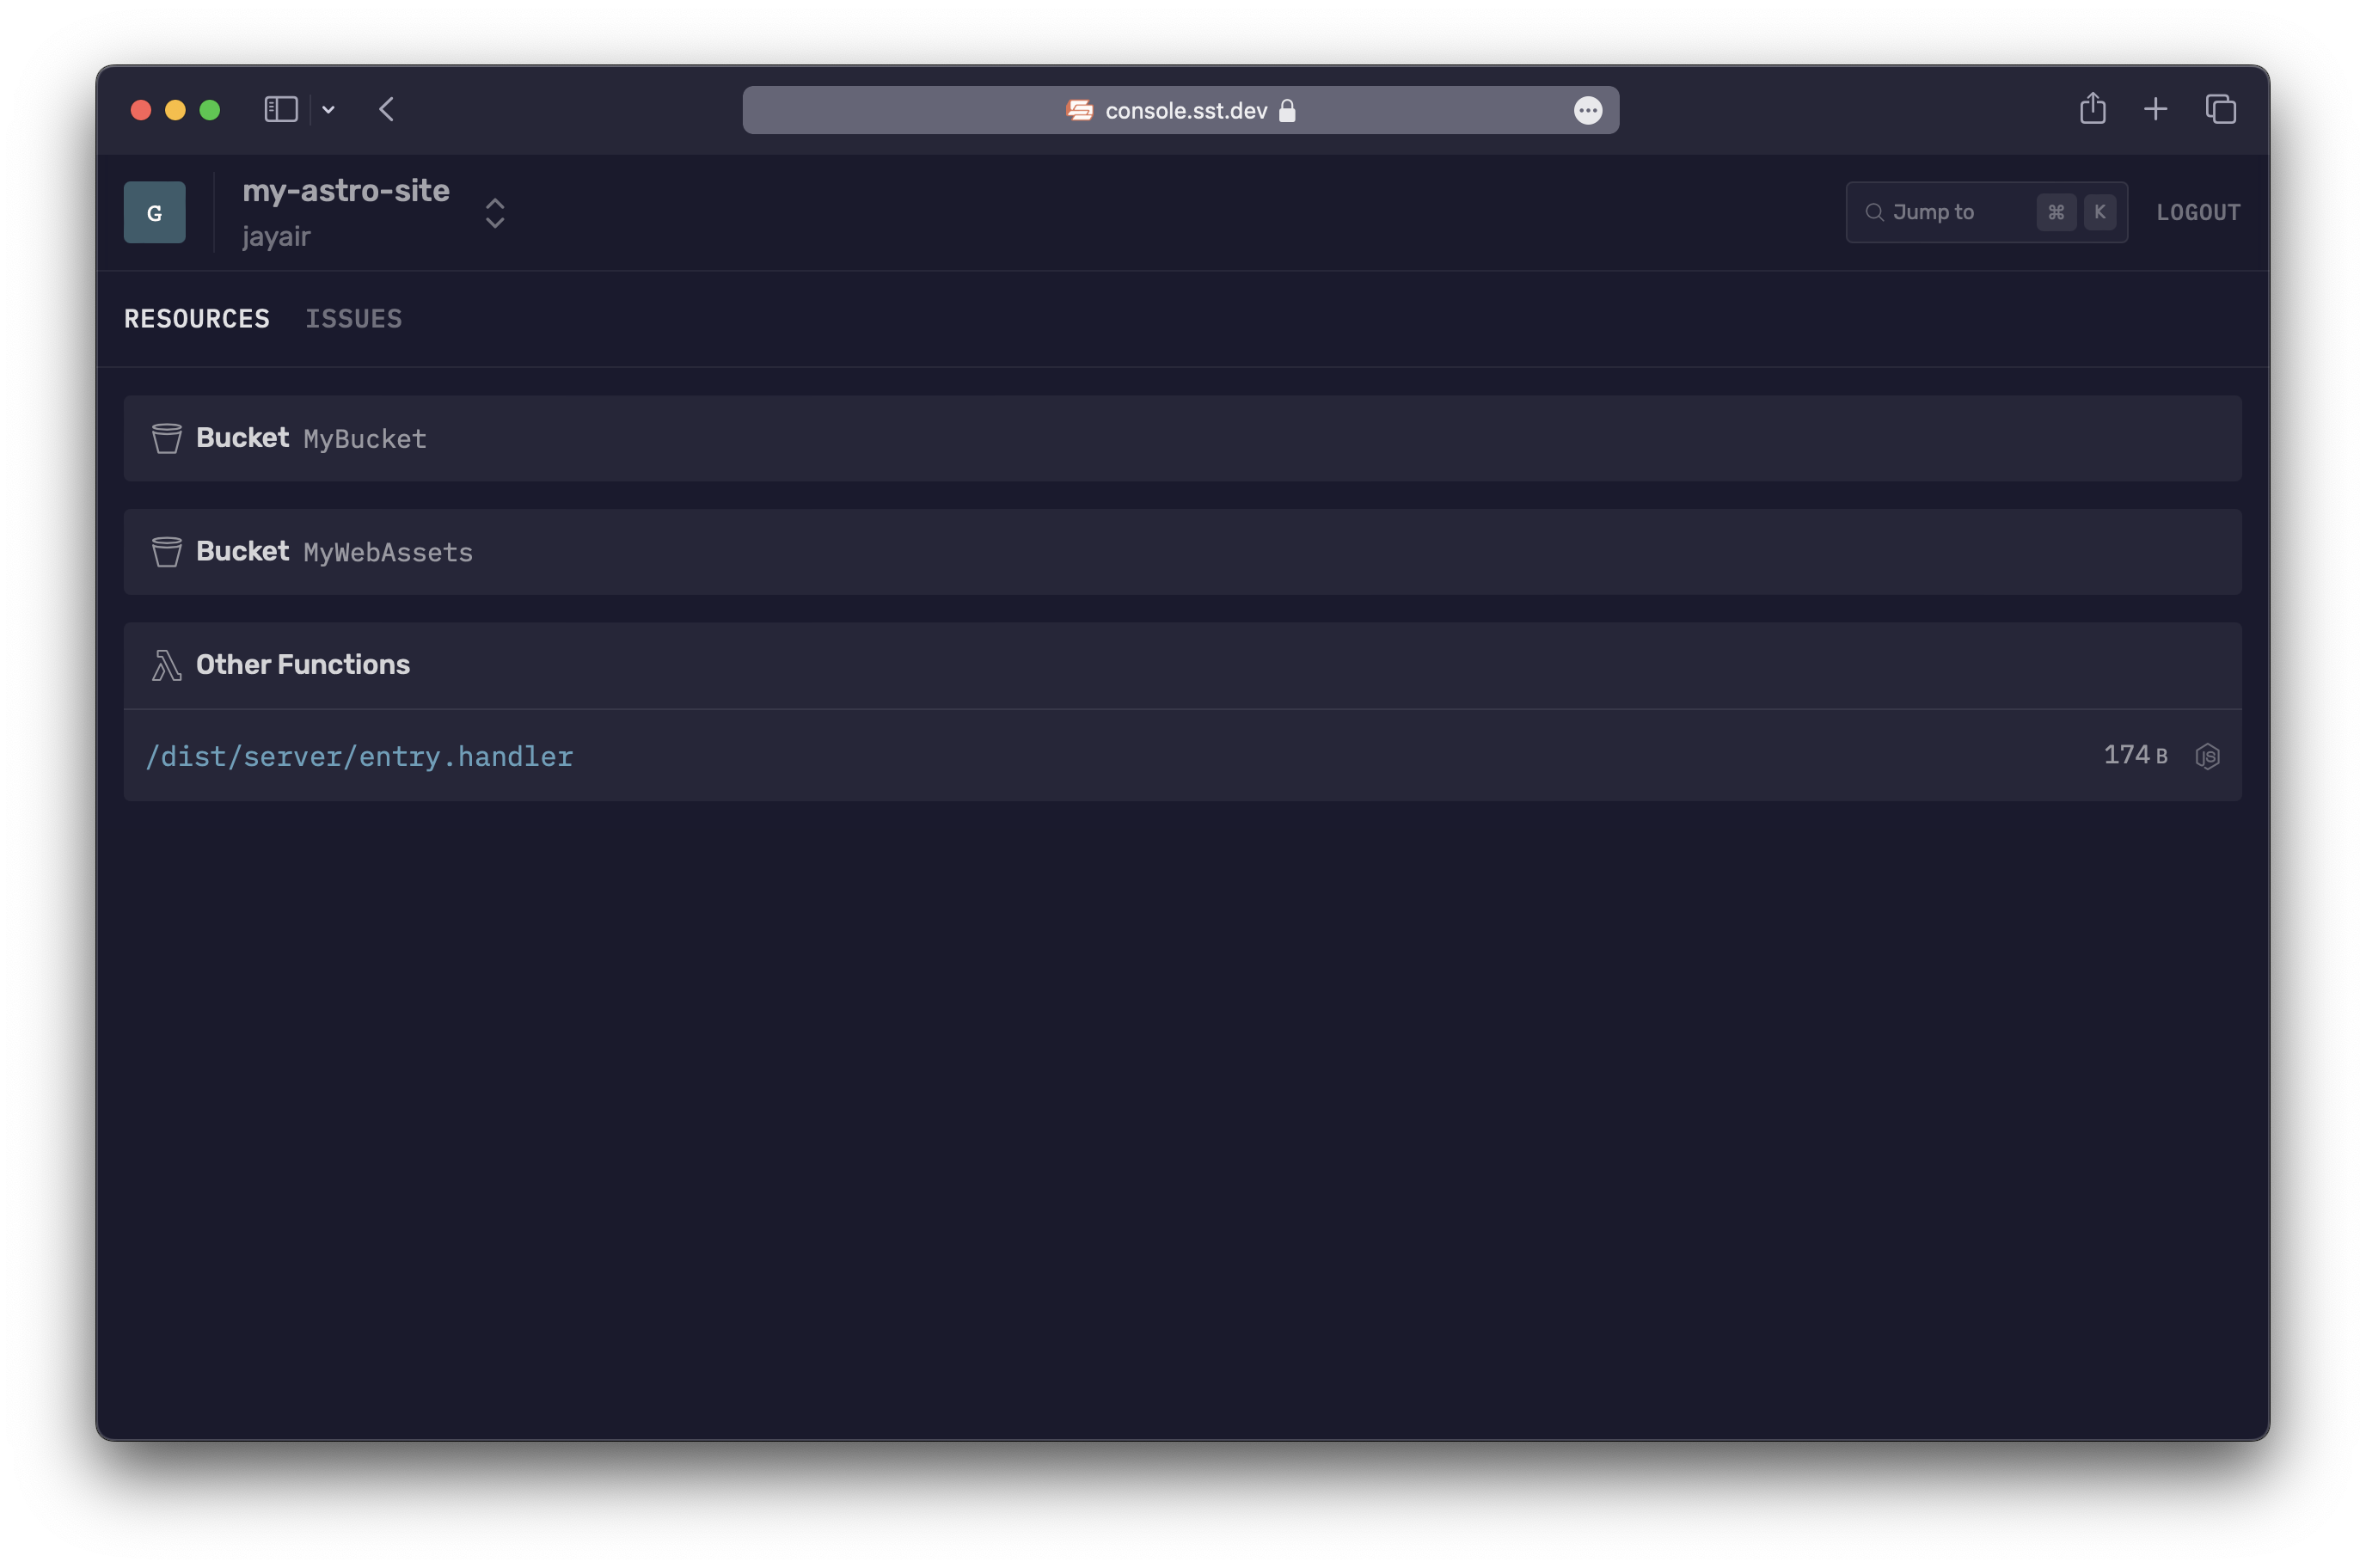 console.sst.dev
G
my-astro-site
jayair
Jump to ⌘ K
LOGOUT
RESOURCES ISSUES
Bucket MyBucket
Bucket MyWebAssets
Other Functions
/dist/server/entry.handler 174 B JS